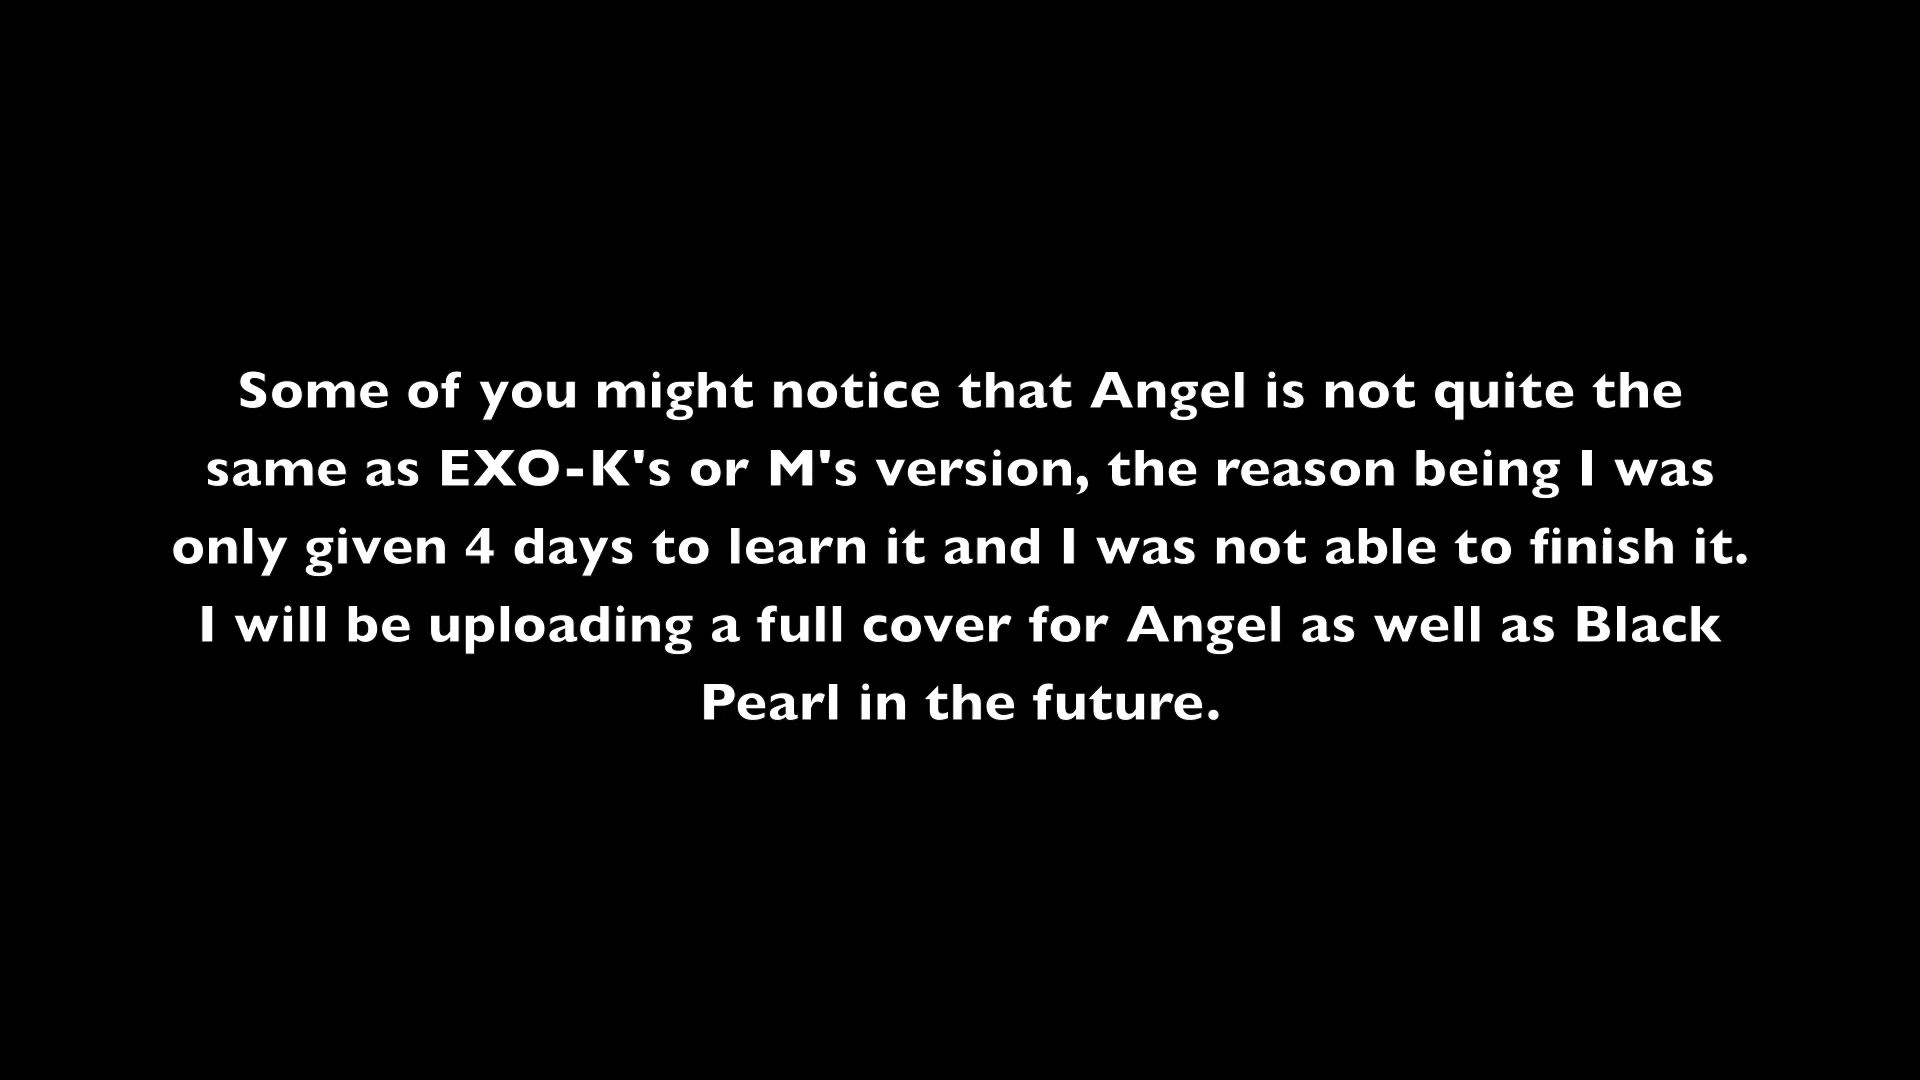 Some of you might notice that Angel is not quite the
same as EXO-K's or M's version, the reason being I was
only given 4 days to learn it and I was not able to finish it.
I will be uploading a full cover for Angel as well as Black
Pearl in the future.